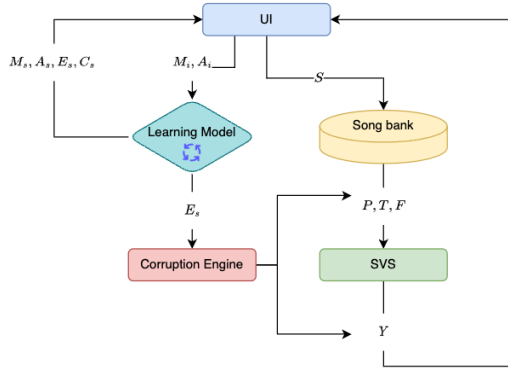 UI
M_s, A_s, E_s, C_s
M_i, A_i
S
Learning Model
Song bank
E_s
P, T, F
Corruption Engine
SVS
Y